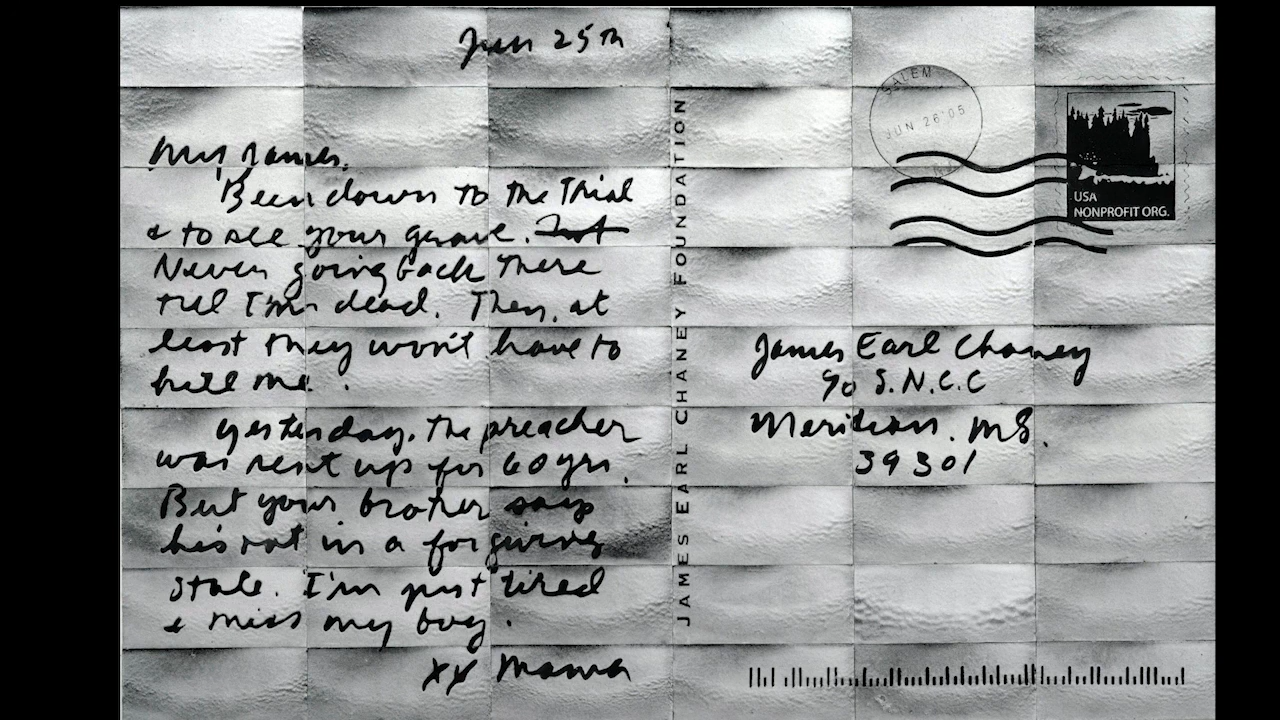 Jun 25th
My James.
Been down to the Trial
& to see your grave.
Never going back there
till I'm dead. Then, at
least they won't have to
kill me.
Yesterday, the preacher
was sent up for 60 yrs.
But your brother says
he's not in a forgiving
state. I'm just tired
& miss my boy.
xx Mama
JAMES EARL CHANEY FOUNDATION
SALEM
JUN 26'05
USA
NONPROFIT ORG.
James Earl Chaney
c/o S.N.C.C
Meridian. MS.
39301